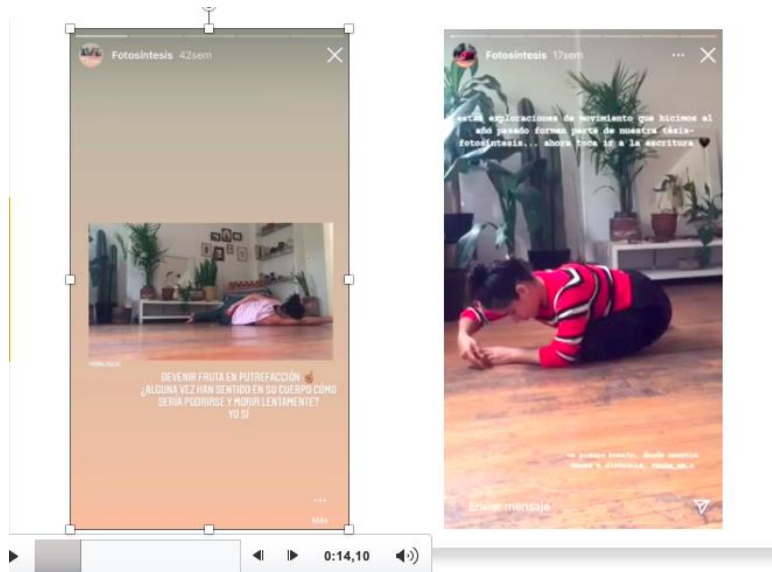 Fotosíntesis 42sem
DEVENIR FRUTA EN PUTREFACCIÓN
¿ALGUNA VEZ HAN SENTIDO EN SU CUERPO CÓMO
SERÍA PODRIRSE Y MORIR LENTAMENTE?
YO SÍ
Más
0:14,10
Fotosíntesis 17sem
estas exploraciones de movimiento que hicimos el
año pasado forman parte de nuestra tésis-
fotosíntesis... ahora toca ir a la escritura
Enviar mensaje